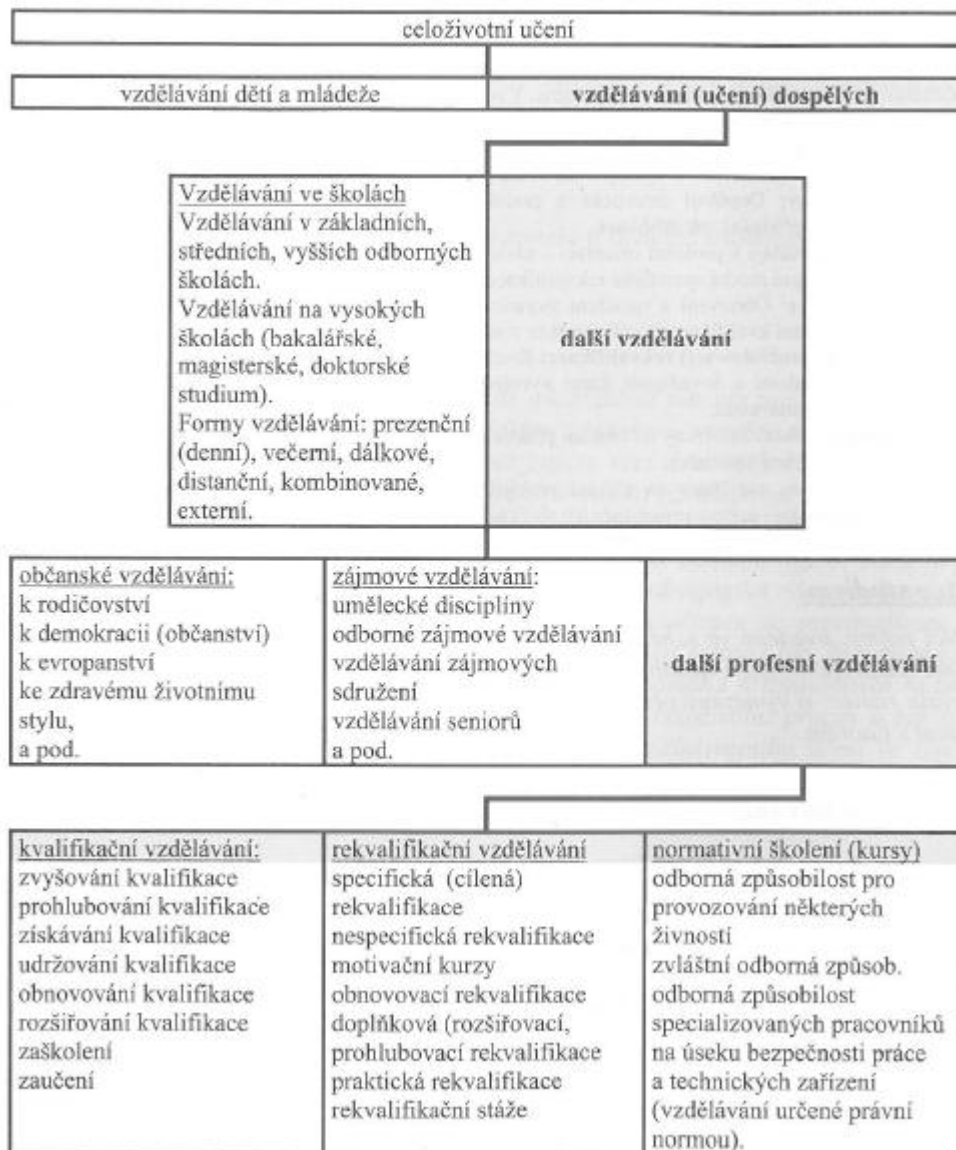 celoživotní učení
vzdělávání dětí a mládeže
vzdělávání (učení) dospělých
Vzdělávání ve školách
Vzdělávání v základních,
středních, vyšších odborných
školách.
Vzdělávání na vysokých
školách (bakalářské,
magisterské, doktorské
studium).
Formy vzdělávání: prezenční
(denní), večerní, dálkové,
distanční, kombinované,
externí.
další vzdělávání
občanské vzdělávání:
k rodičovství
k demokracii (občanství)
k evropanství
ke zdravému životnímu
stylu,
a pod.
zájmové vzdělávání:
umělecké disciplíny
odborné zájmové vzdělávání
vzdělávání zájmových
sdružení
vzdělávání seniorů
a pod.
další profesní vzdělávání
kvalifikační vzdělávání:
zvyšování kvalifikace
prohlubování kvalifikace
získávání kvalifikace
udržování kvalifikace
obnovování kvalifikace
rozšiřování kvalifikace
zaškolení
zaučení
rekvalifikační vzdělávání
specifická (cílená)
rekvalifikace
nespecifická rekvalifikace
motivační kurzy
obnovovací rekvalifikace
doplňková (rozšiřovací,
prohlubovací rekvalifikace
praktická rekvalifikace
rekvalifikační stáže
normativní školení (kursy)
odborná způsobilost pro
provozování některých
živností
zvláštní odborná způsob.
odborná způsobilost
specializovaných pracovníků
na úseku bezpečnosti práce
a technických zařízení
(vzdělávání určené právní
normou).